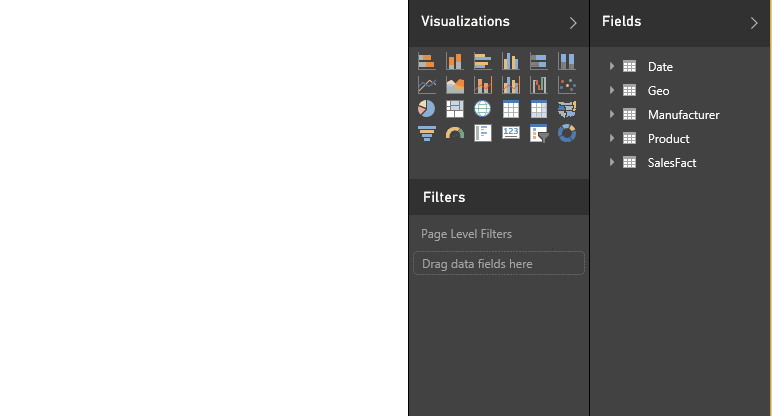 Visualizations
Fields
Date
Geo
Manufacturer
Product
SalesFact
123
Filters
Page Level Filters
Drag data fields here